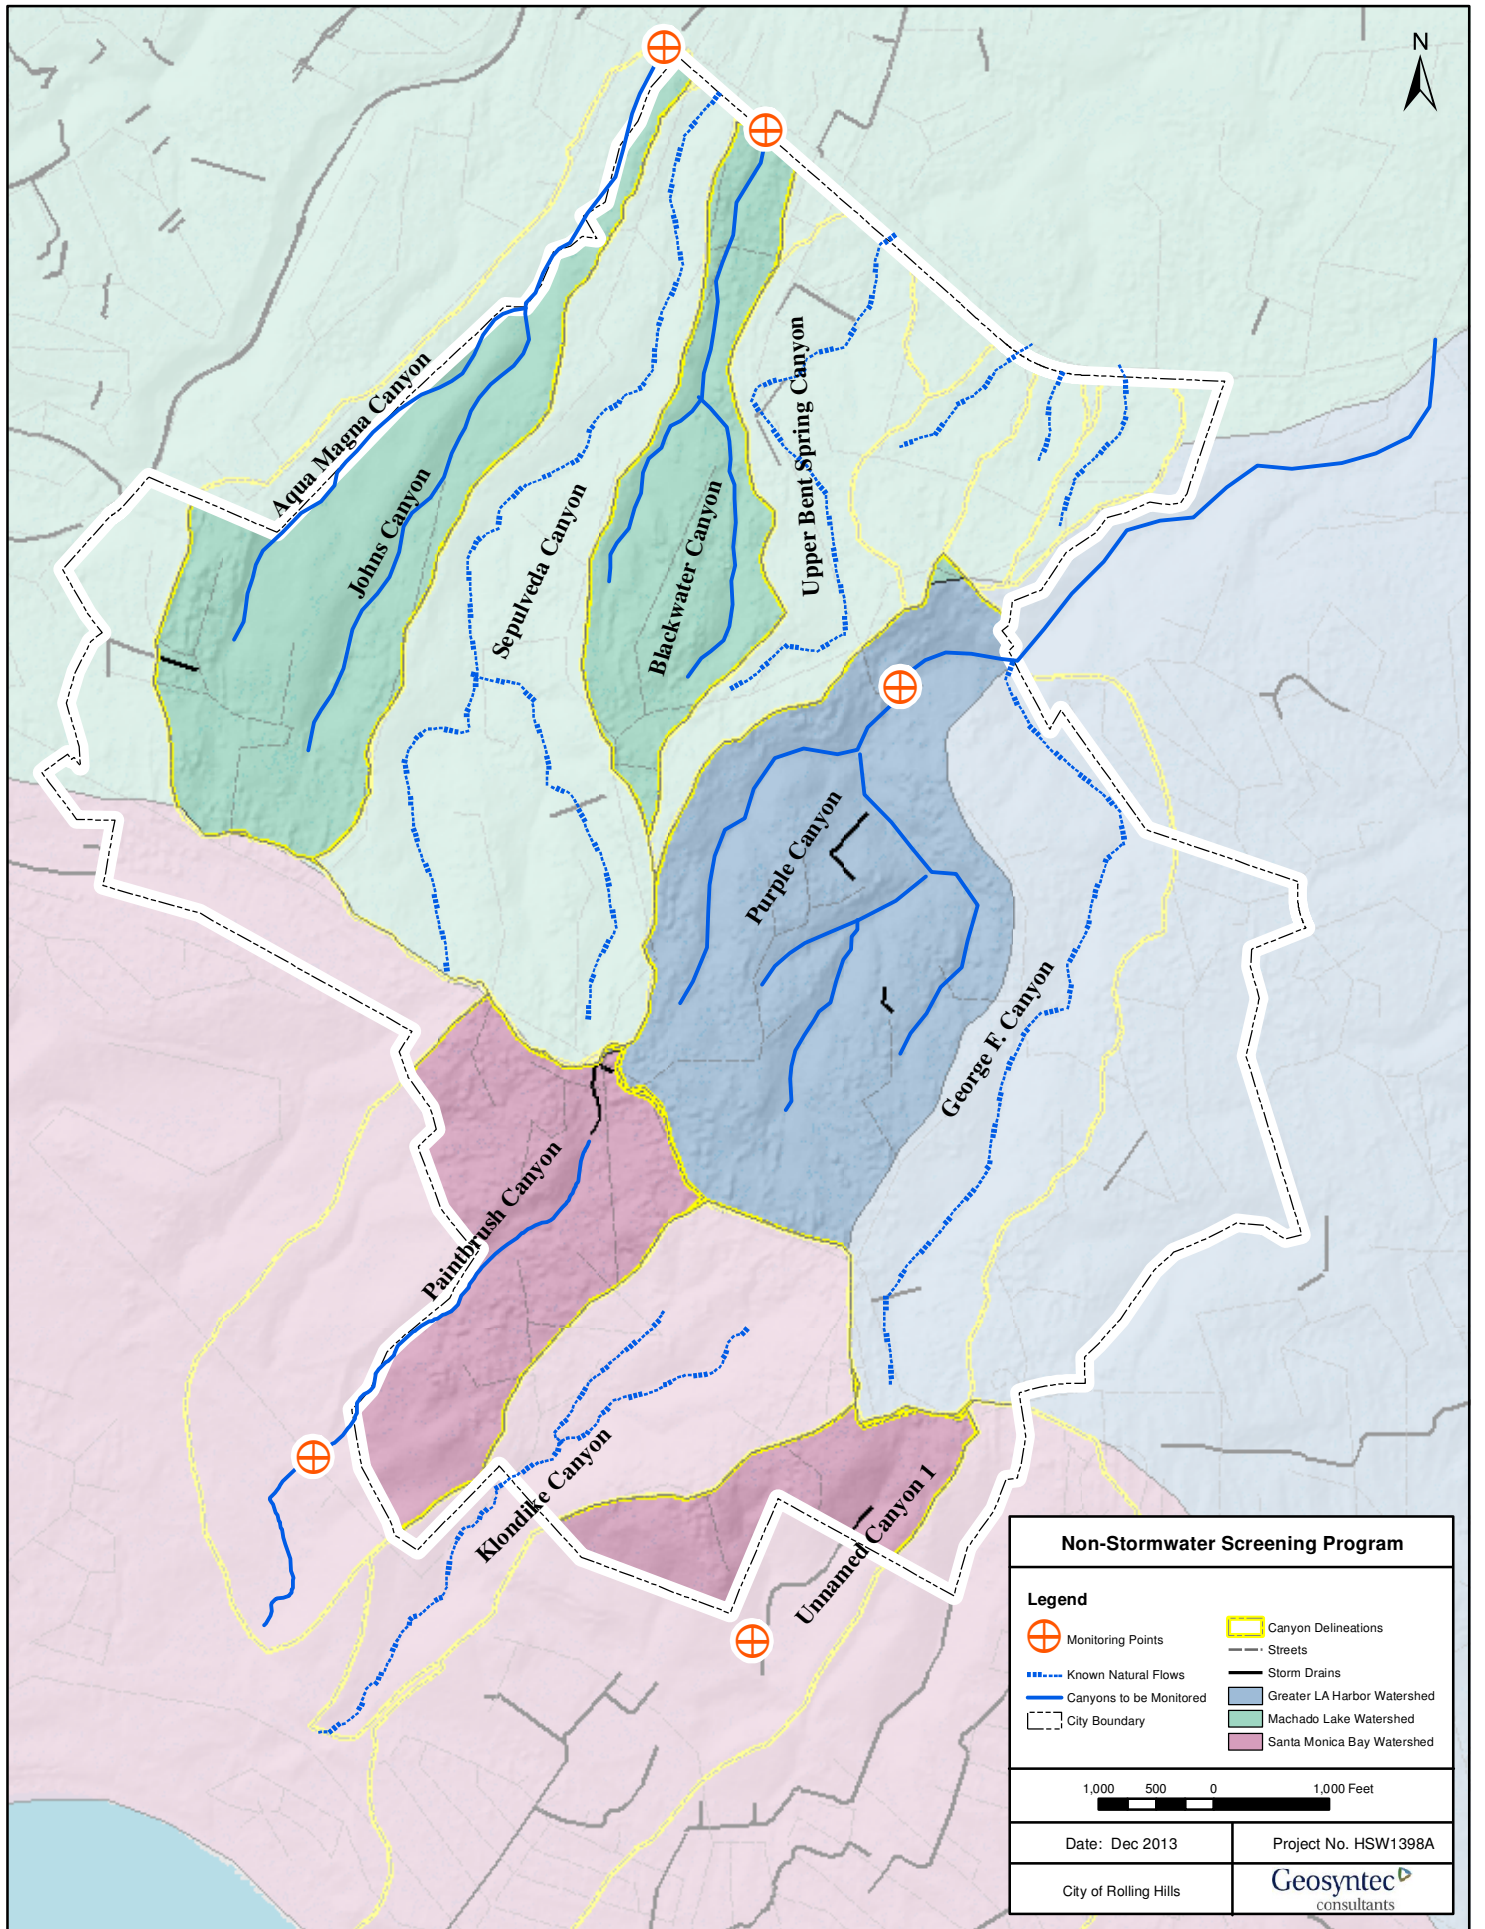 N
Aqua Magna Canyon
Johns Canyon
Sepulveda Canyon
Blackwater Canyon
Upper Bent Spring Canyon
Purple Canyon
George F. Canyon
Paintbrush Canyon
Klondike Canyon
Unnamed Canyon 1
Non-Stormwater Screening Program
Legend
Monitoring Points
Known Natural Flows
Canyons to be Monitored
City Boundary
Canyon Delineations
Streets
Storm Drains
Greater LA Harbor Watershed
Machado Lake Watershed
Santa Monica Bay Watershed
1,000 500 0 1,000 Feet
Date: Dec 2013
Project No. HSW1398A
City of Rolling Hills
Geosyntec
consultants